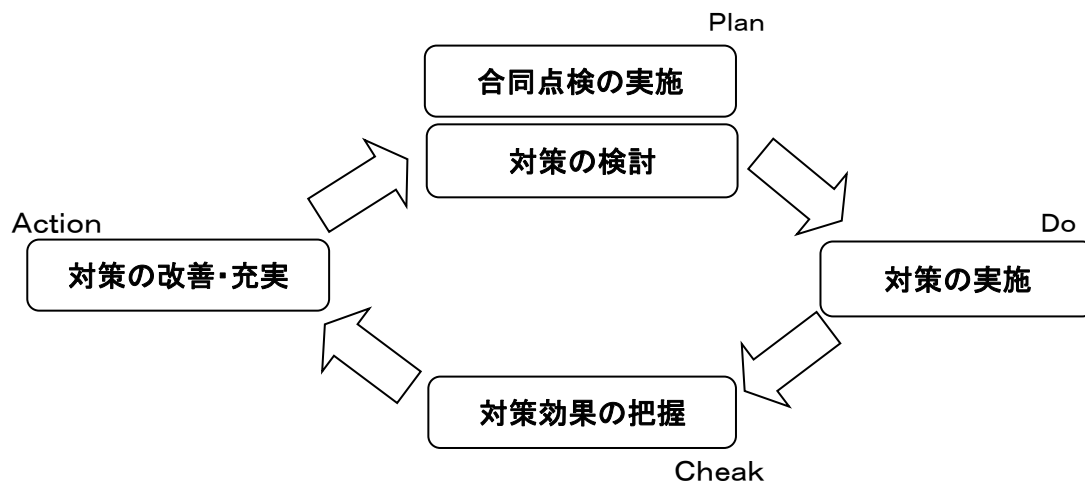 Plan
合同点検の実施
対策の検討
Action
Do
対策の改善・充実
対策の実施
対策効果の把握
Cheak